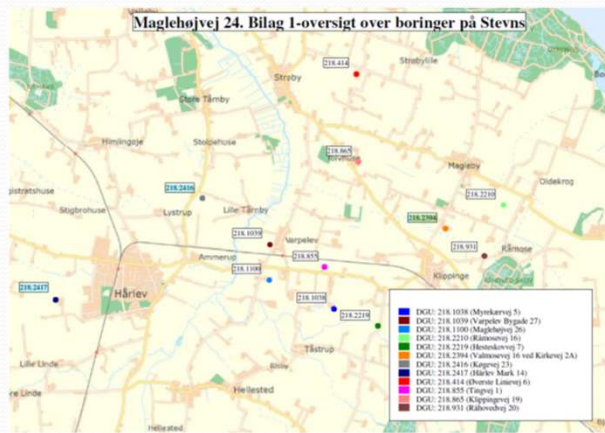 Maglehøjvej 24. Bilag 1-oversigt over boringer på Stevns
218.414
Strøby
Strøbylille
Store Tårnby
Himlingøje
Stolpehuse
218.865
Magleby
218.2416
218.2210
Oldekrog
Stigbrohuse
Lystrup
Lille Tårnby
218.2394
218.1039
Varpelev
218.931
Råmose
Ammerup
218.855
218.1100
Klippinge
218.2417
Hårlev
218.1038
218.2219
Tåstrup
Lille Linde
Hellested
Hellested
DGU: 218.1038 (Myrekærvej 5)
DGU: 218.1039 (Varpelev Bygade 27)
DGU: 218.1100 (Maglehøjvej 26)
DGU: 218.2210 (Råmosevej 16)
DGU: 218.2219 (Hesteskovvej 7)
DGU: 218.2394 (Valmosevej 16 ved Kirkevej 2A)
DGU: 218.2416 (Køgevej 23)
DGU: 218.2417 (Hårlev Mark 14)
DGU: 218.414 (Øverste Linievej 6)
DGU: 218.855 (Tingvej 1)
DGU: 218.865 (Klippingevej 19)
DGU: 218.931 (Råhovedvej 20)